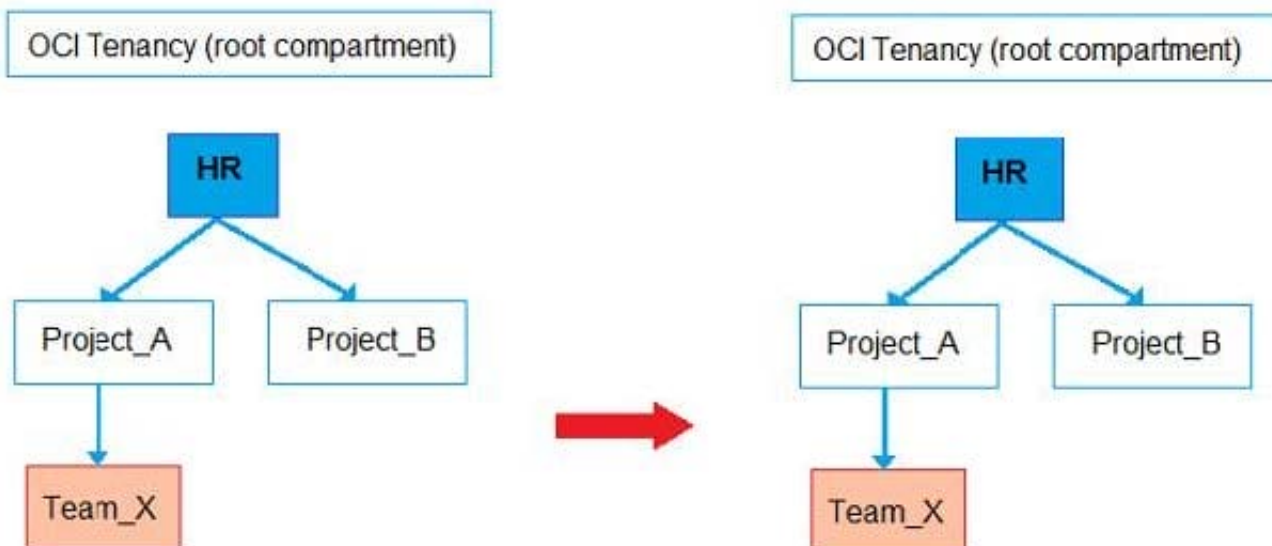 OCI Tenancy (root compartment)
HR
Project_A
Project_B
Team_X
OCI Tenancy (root compartment)
HR
Project_A
Project_B
Team_X